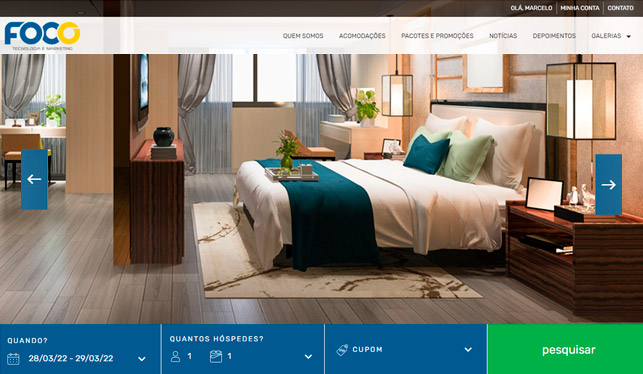 OLÁ, MARCELO MINHA CONTA CONTATO
FOCO
TECNOLOGIA E MARKETING
QUEM SOMOS ACOMODAÇÕES PACOTES E PROMOÇÕES NOTÍCIAS DEPOIMENTOS GALERIAS
QUANDO?
28/03/22 - 29/03/22
QUANTOS HÓSPEDES?
1 1
CUPOM
pesquisar